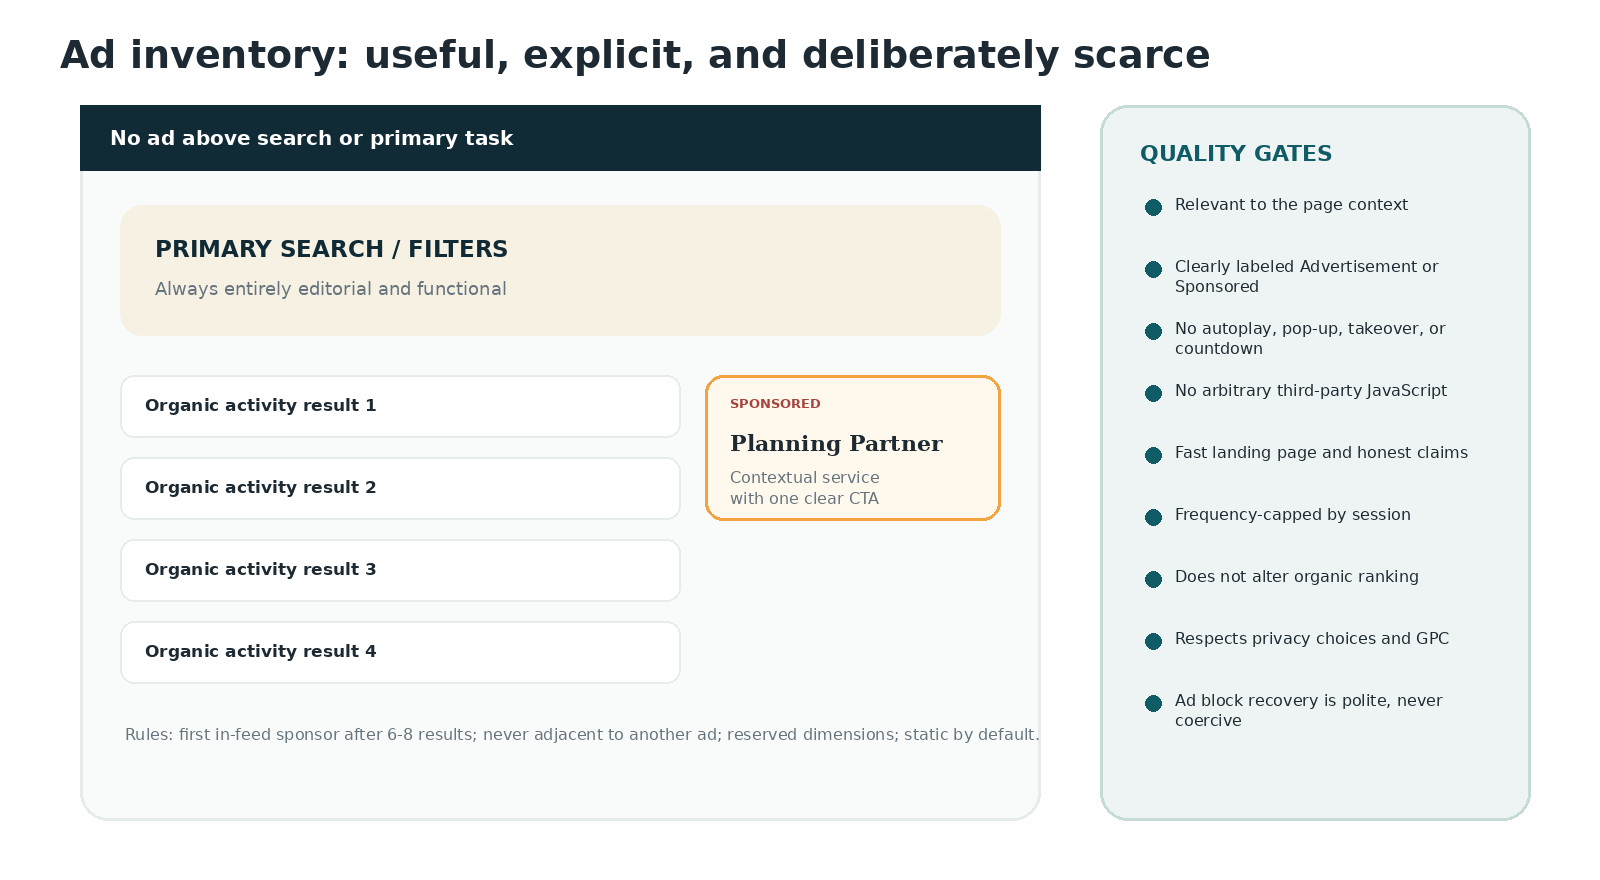 Ad inventory: useful, explicit, and deliberately scarce
No ad above search or primary task
PRIMARY SEARCH / FILTERS
Always entirely editorial and functional
Organic activity result 1
Organic activity result 2
Organic activity result 3
Organic activity result 4
SPONSORED
Planning Partner
Contextual service
with one clear CTA
Rules: first in-feed sponsor after 6-8 results; never adjacent to another ad; reserved dimensions; static by default.
QUALITY GATES
Relevant to the page context
Clearly labeled Advertisement or
Sponsored
No autoplay, pop-up, takeover, or
countdown
No arbitrary third-party JavaScript
Fast landing page and honest claims
Frequency-capped by session
Does not alter organic ranking
Respects privacy choices and GPC
Ad block recovery is polite, never
coercive